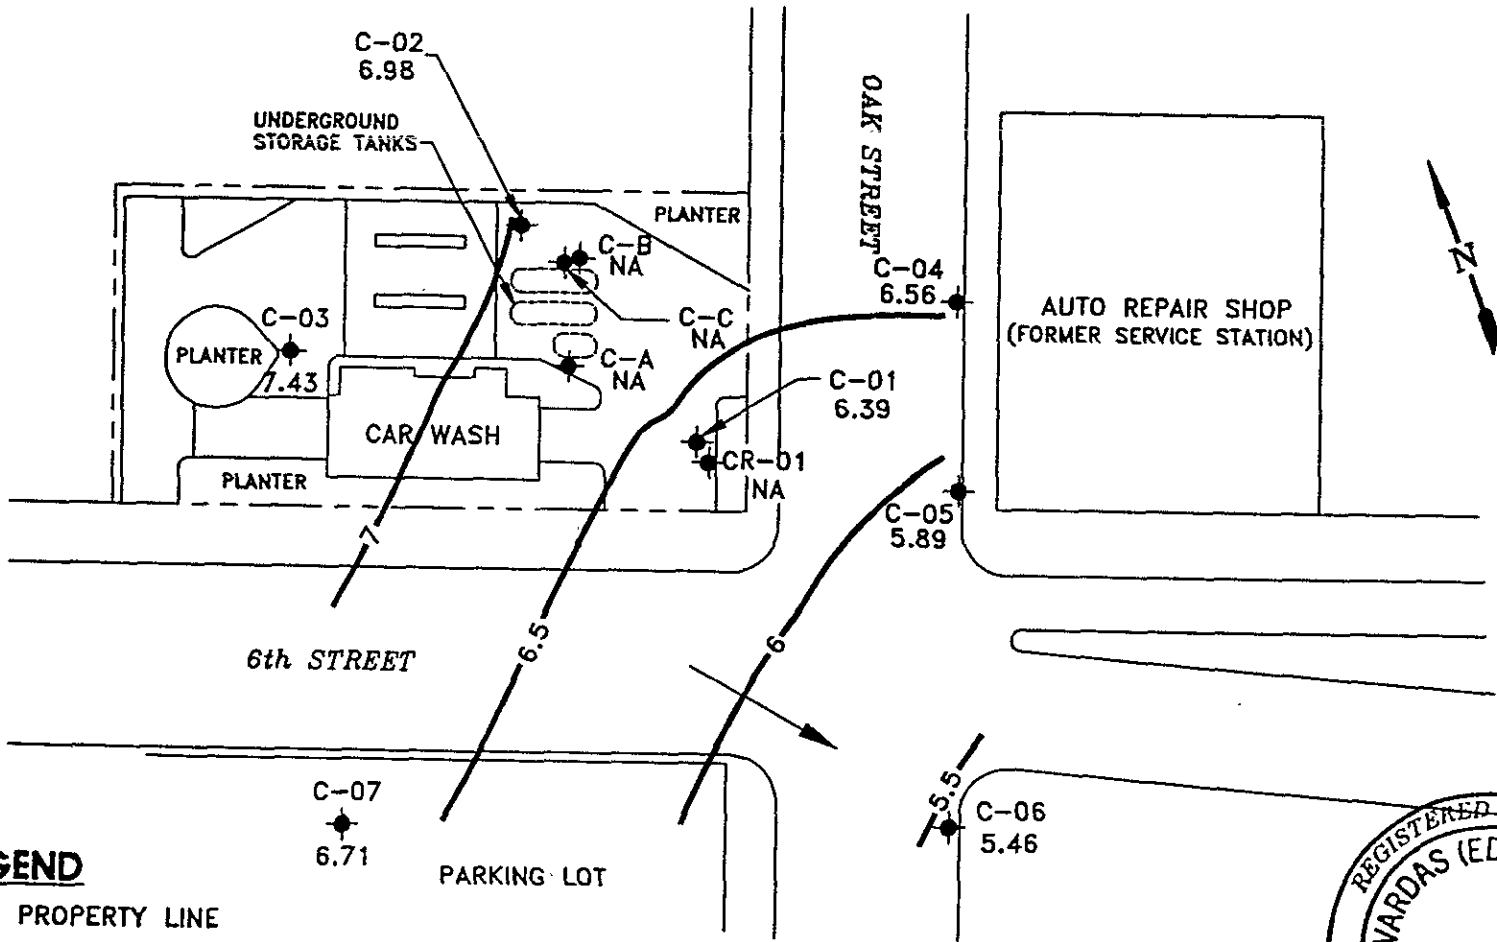 C-02
6.98
UNDERGROUND
STORAGE TANKS
PLANTER
OAK STREET
C-B
NA
C-04
6.56
C-03
7.43
PLANTER
C-C
NA
C-A
NA
AUTO REPAIR SHOP
(FORMER SERVICE STATION)
N
C-01
6.39
CAR WASH
CR-01
NA
PLANTER
C-05
5.89
7
6.5
6
6th STREET
5.5
C-07
6.71
C-06
5.46
PARKING LOT
GEND
PROPERTY LINE
REGISTERED
VARDAS (ED